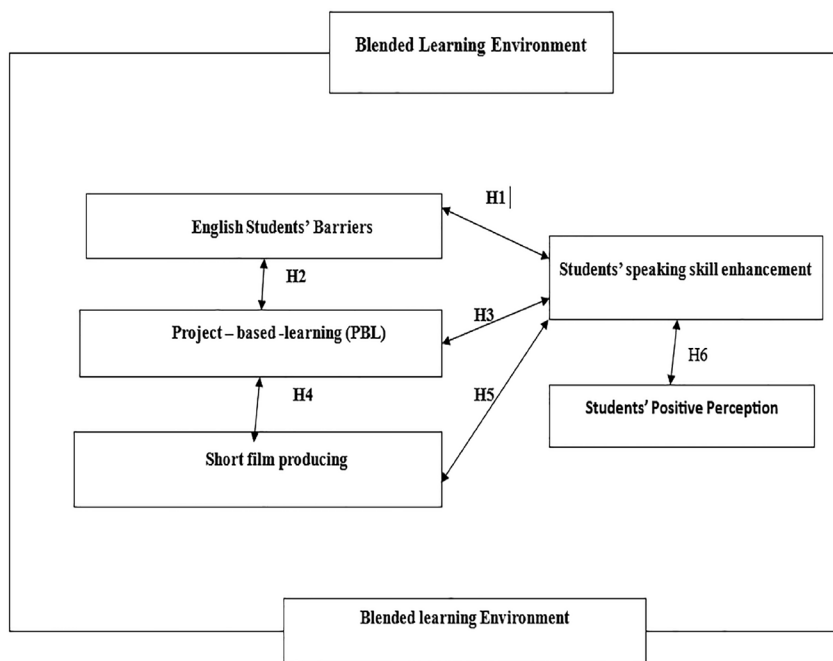 Blended Learning Environment
H1
English Students’ Barriers
Students’ speaking skill enhancement
H2
H3
Project – based -learning (PBL)
H6
H4
H5
Students’ Positive Perception
Short film producing
Blended learning Environment